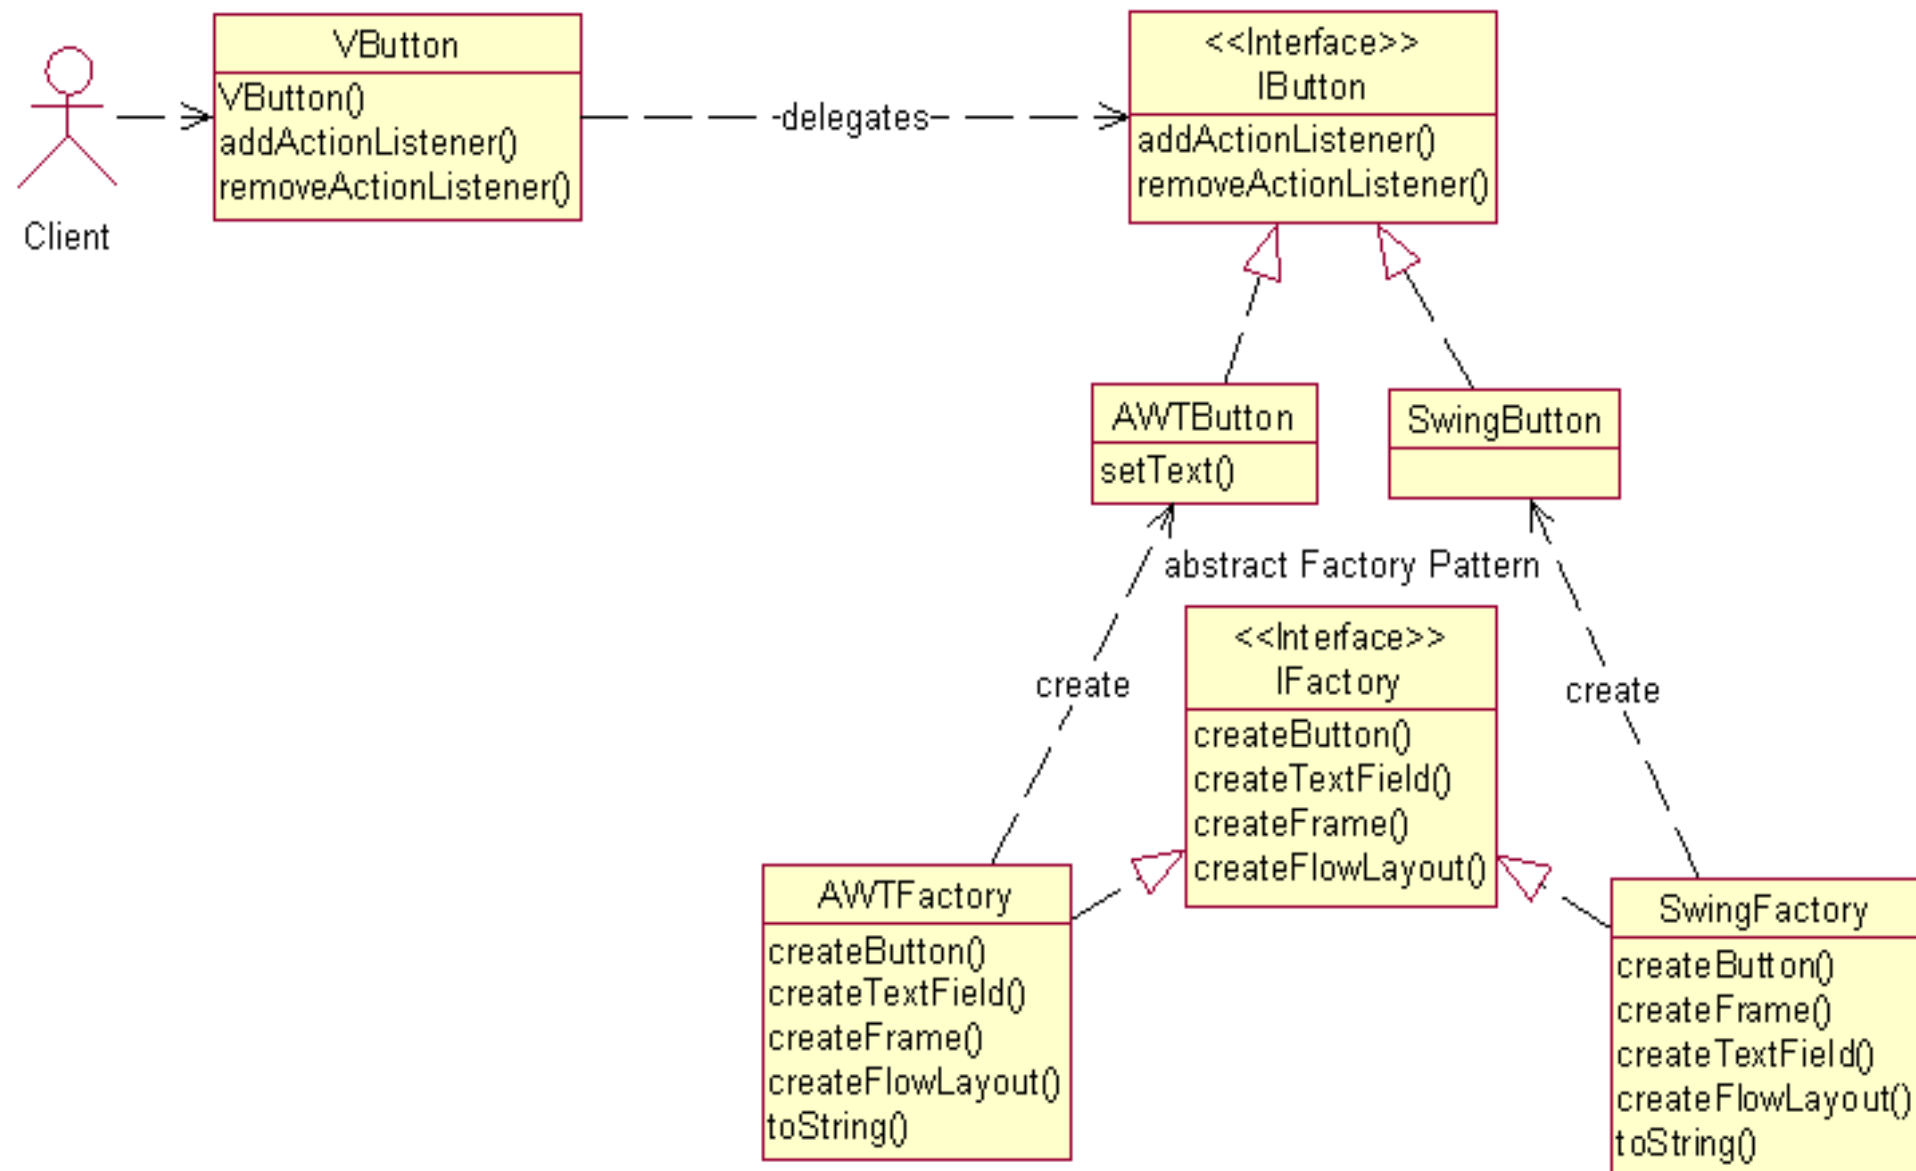 VButton
VButton()
addActionListener()
removeActionListener()
Client
delegates
<<Interface>>
IButton
addActionListener()
removeActionListener()
AWTButton
setText()
SwingButton
abstract Factory Pattern
create
create
<<Interface>>
IFactory
createButton()
createTextField()
createFrame()
createFlowLayout()
AWTFactory
createButton()
createTextField()
createFrame()
createFlowLayout()
toString()
SwingFactory
createButton()
createFrame()
createTextField()
createFlowLayout()
toString()